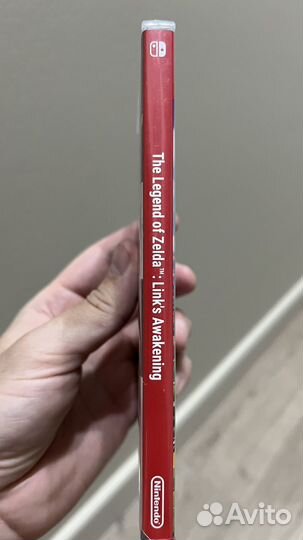 The Legend of Zelda™: Link's Awakening
Nintendo
Avito